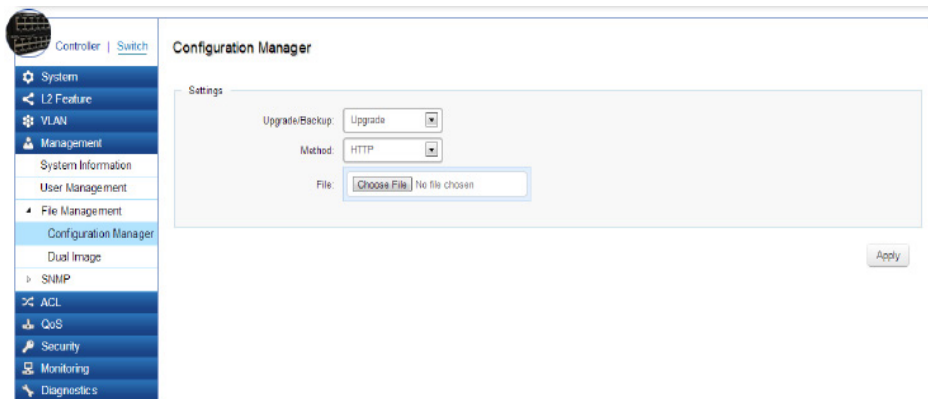 Controller | Switch
System
L2 Feature
VLAN
Management
System Information
User Management
File Management
Configuration Manager
Dual Image
SNMP
ACL
QoS
Security
Monitoring
Diagnostics
Configuration Manager
Settings
Upgrade/Backup: Upgrade
Method: HTTP
File: Choose File No file chosen
Apply